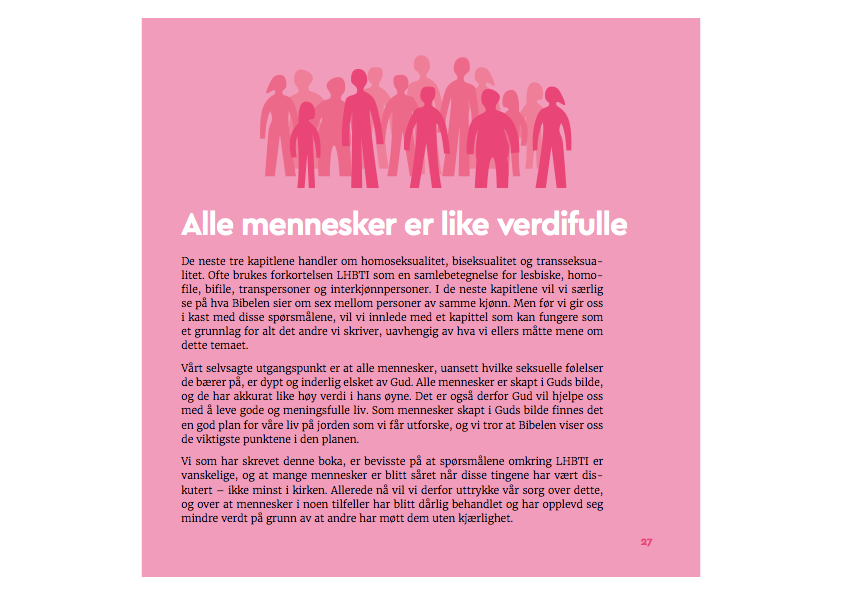 Alle mennesker er like verdifulle
De neste tre kapitlene handler om homoseksualitet, biseksualitet og transseksua-
litet. Ofte brukes forkortelsen LHBTI som en samlebetegnelse for lesbiske, homo-
file, bifile, transpersoner og interkjønnpersoner. I de neste kapitlene vil vi særlig
se på hva Bibelen sier om sex mellom personer av samme kjønn. Men før vi gir oss
i kast med disse spørsmålene, vil vi innlede med et kapittel som kan fungere som
et grunnlag for alt det andre vi skriver, uavhengig av hva vi ellers måtte mene om
dette temaet.
Vårt selvsagte utgangspunkt er at alle mennesker, uansett hvilke seksuelle følelser
de bærer på, er dypt og inderlig elsket av Gud. Alle mennesker er skapt i Guds bilde,
og de har akkurat like høy verdi i hans øyne. Det er også derfor Gud vil hjelpe oss
med å leve gode og meningsfulle liv. Som mennesker skapt i Guds bilde finnes det
en god plan for våre liv på jorden som vi får utforske, og vi tror at Bibelen viser oss
de viktigste punktene i den planen.
Vi som har skrevet denne boka, er bevisste på at spørsmålene omkring LHBTI er
vanskelige, og at mange mennesker er blitt såret når disse tingene har vært dis-
kutert – ikke minst i kirken. Allerede nå vil vi derfor uttrykke vår sorg over dette,
og over at mennesker i noen tilfeller har blitt dårlig behandlet og har opplevd seg
mindre verdt på grunn av at andre har møtt dem uten kjærlighet.
27